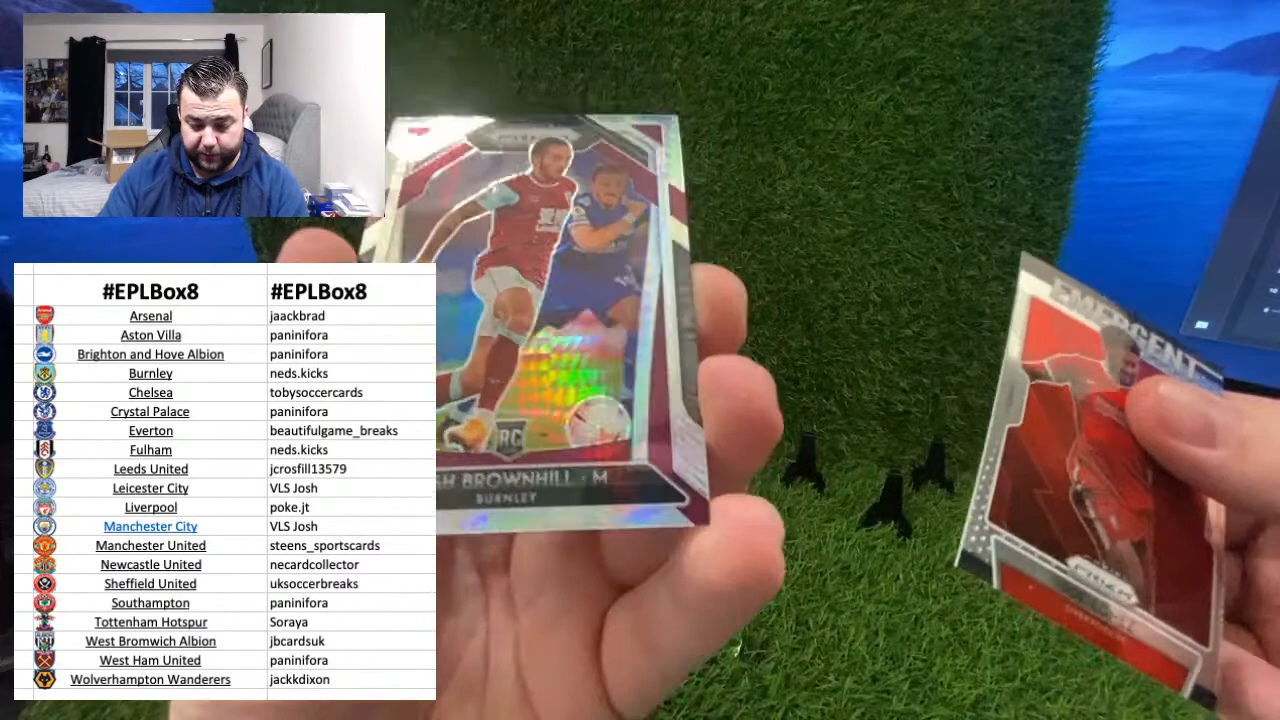 #EPLBox8 #EPLBox8
Arsenal jaackbrad
Aston Villa paninifora
Brighton and Hove Albion paninifora
Burnley neds.kicks
Chelsea tobysoccercards
Crystal Palace paninifora
Everton beautifulgame_breaks
Fulham neds.kicks
Leeds United jcrosfill13579
Leicester City VLS Josh
Liverpool poke.jt
Manchester City VLS Josh
Manchester United steens_sportscards
Newcastle United necardcollector
Sheffield United uksoccerbreaks
Southampton paninifora
Tottenham Hotspur Soraya
West Bromwich Albion jbcardsuk
West Ham United paninifora
Wolverhampton Wanderers jackkdixon
PRIZM
RC
SH BROWNHILL - M
BURNLEY
EMERGENT
PRIZM